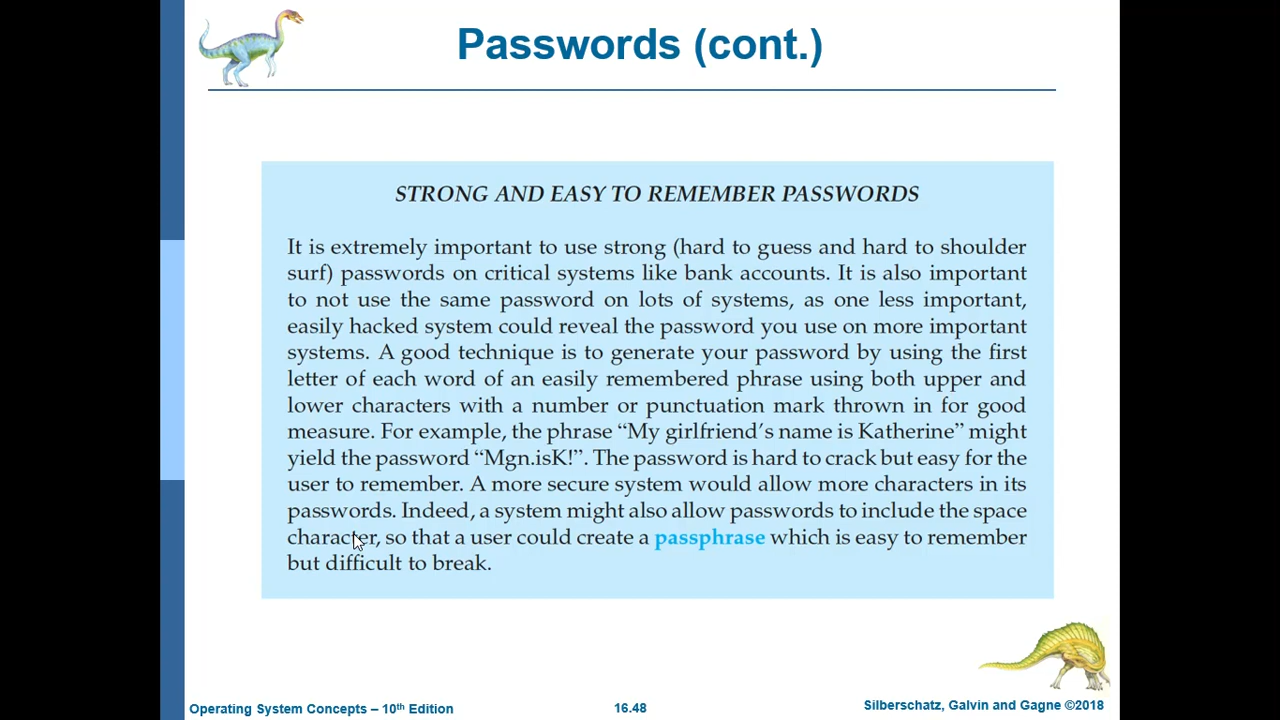 Passwords (cont.)
STRONG AND EASY TO REMEMBER PASSWORDS
It is extremely important to use strong (hard to guess and hard to shoulder
surf) passwords on critical systems like bank accounts. It is also important
to not use the same password on lots of systems, as one less important,
easily hacked system could reveal the password you use on more important
systems. A good technique is to generate your password by using the first
letter of each word of an easily remembered phrase using both upper and
lower characters with a number or punctuation mark thrown in for good
measure. For example, the phrase “My girlfriend’s name is Katherine” might
yield the password “Mgn.isK!”. The password is hard to crack but easy for the
user to remember. A more secure system would allow more characters in its
passwords. Indeed, a system might also allow passwords to include the space
character, so that a user could create a passphrase which is easy to remember
but difficult to break.
Operating System Concepts – 10th Edition
16.48
Silberschatz, Galvin and Gagne ©2018